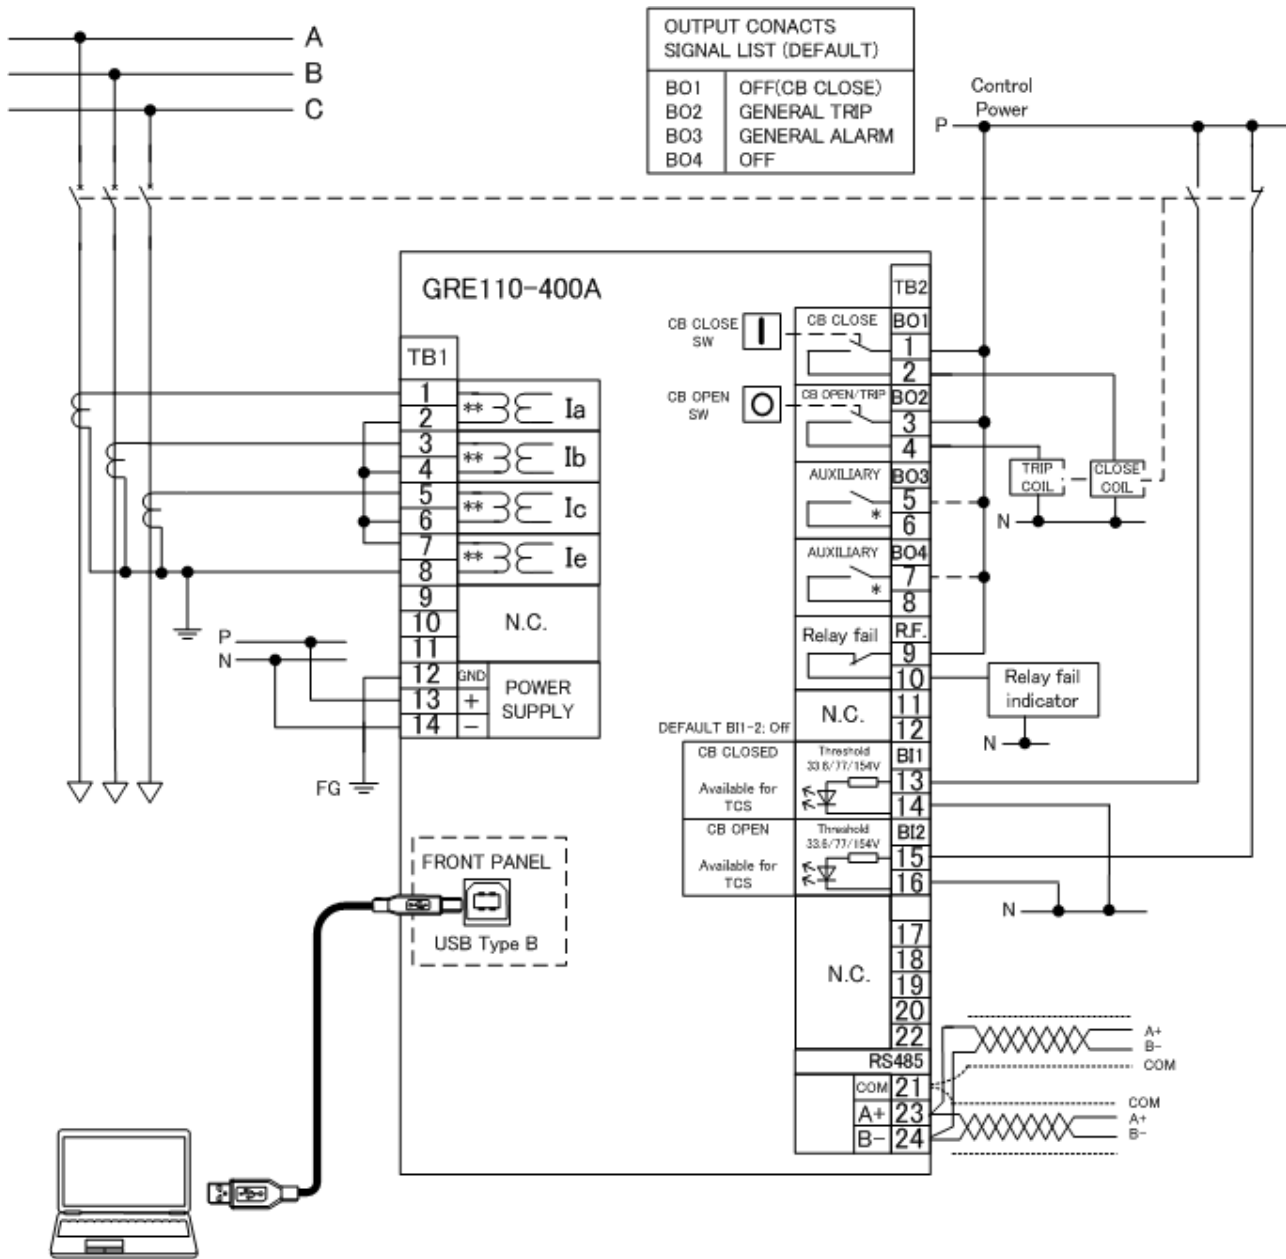 A
B
C
OUTPUT CONACTS
SIGNAL LIST (DEFAULT)
BO1 OFF(CB CLOSE)
BO2 GENERAL TRIP
BO3 GENERAL ALARM
BO4 OFF
Control
Power
P
GRE110-400A
TB1
1
2
3
4
5
6
7
8
9
10
11
12
13
14
** Ia
** Ib
** Ic
** Ie
N.C.
GND
+
-
POWER
SUPPLY
P
N
FG
FRONT PANEL
USB Type B
CB CLOSE
SW
CB OPEN
SW
TB2
CB CLOSE BO1
1
2
CB OPEN/TRIP BO2
3
4
AUXILIARY BO3
5
* 6
AUXILIARY BO4
7
* 8
Relay fail R.F.
9
10
N.C. 11
12
TRIP
COIL
CLOSE
COIL
N
Relay fail
indicator
N
DEFAULT BI1-2: Off
CB CLOSED
Available for
TCS
Threshold
33.6/77/154V
BI1
13
14
CB OPEN
Available for
TCS
Threshold
33.6/77/154V
BI2
15
16
N
N.C.
17
18
19
20
22
RS485
COM 21
A+ 23
B- 24
A+
B-
COM
COM
A+
B-